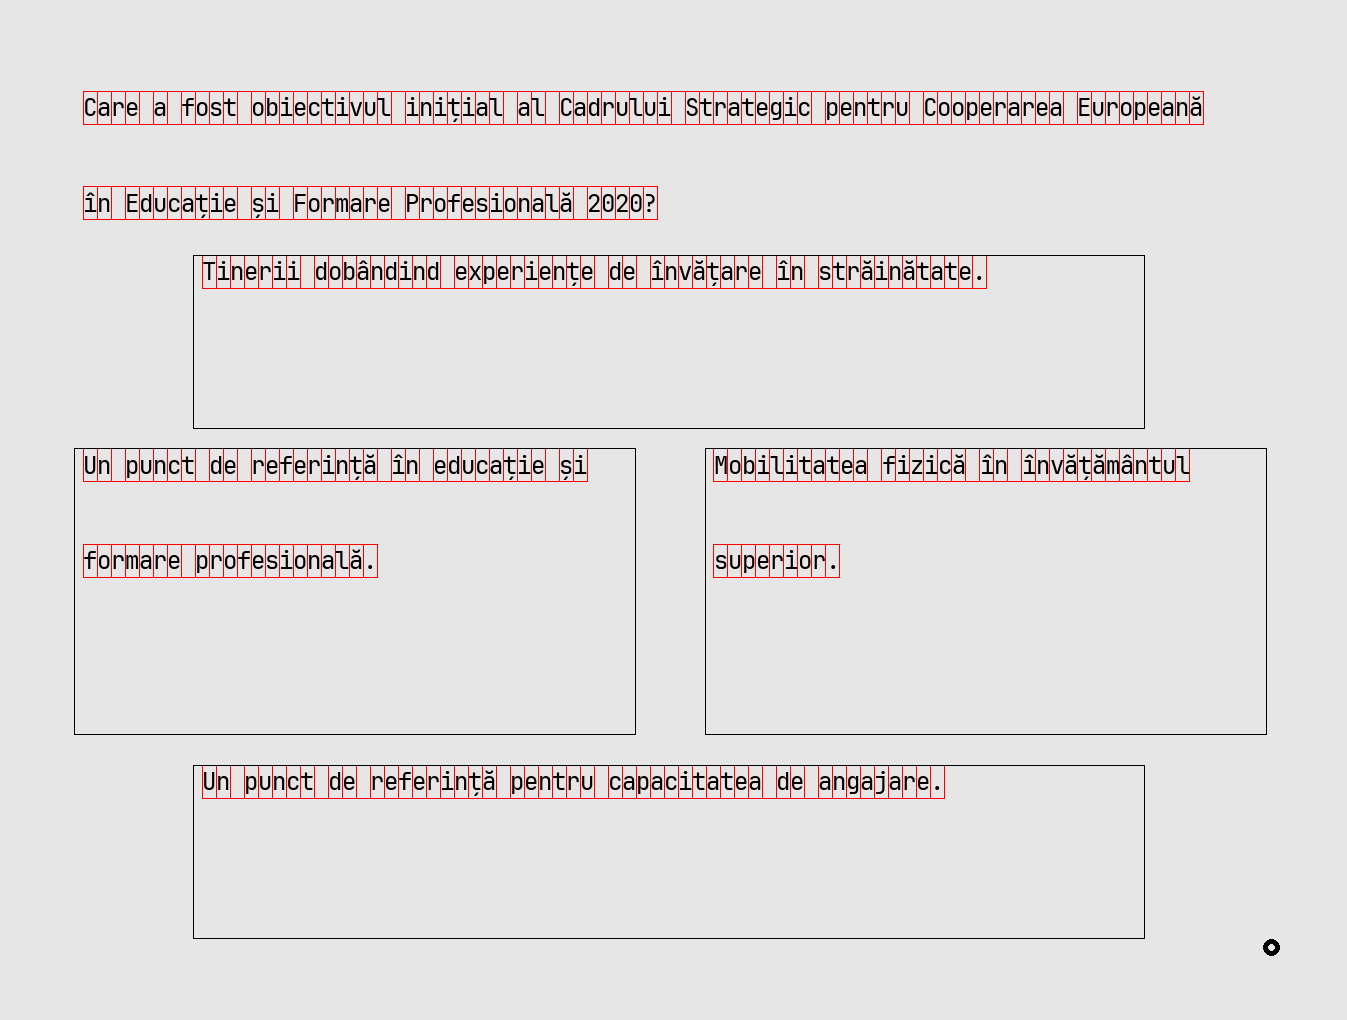 Care a fost obiectivul inițial al Cadrului Strategic pentru Cooperarea Europeană
în Educație și Formare Profesională 2020?
Tinerii dobândind experiențe de învățare în străinătate.
Un punct de referință în educație și
formare profesională.
Mobilitatea fizică în învățământul
superior.
Un punct de referință pentru capacitatea de angajare.